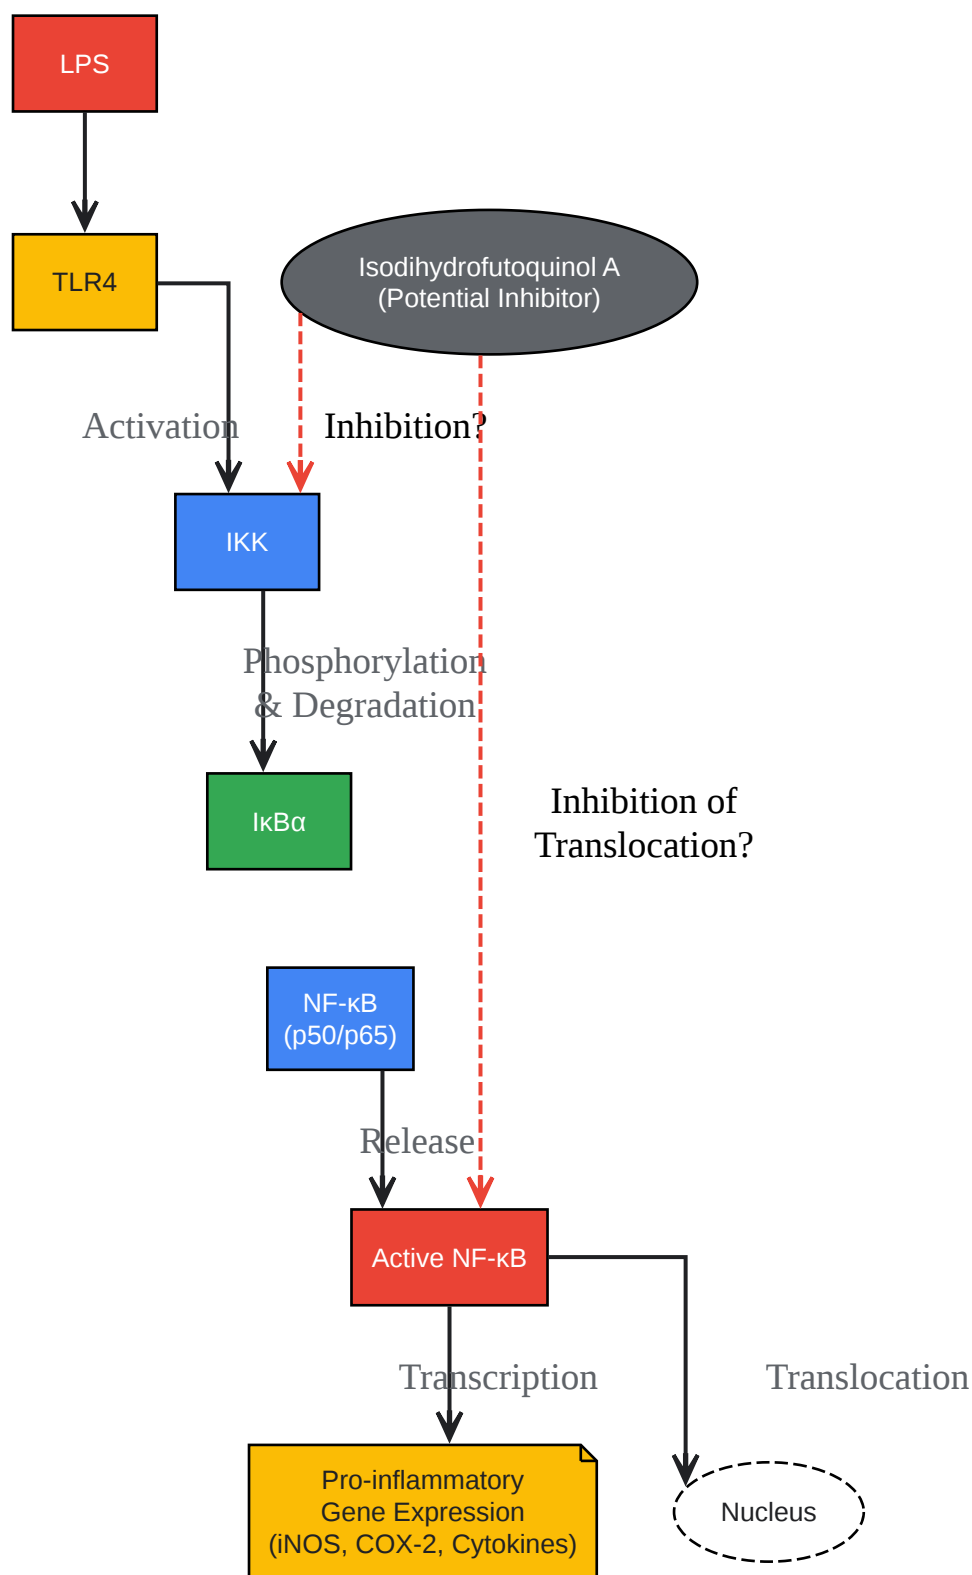 LPS
TLR4
Isodihydrofutoquinol A
(Potential Inhibitor)
Activation
Inhibition?
IKK
Phosphorylation
& Degradation
IκBα
Inhibition of
Translocation?
NF-κB
(p50/p65)
Release
Active NF-κB
Transcription
Translocation
Pro-inflammatory
Gene Expression
(iNOS, COX-2, Cytokines)
Nucleus